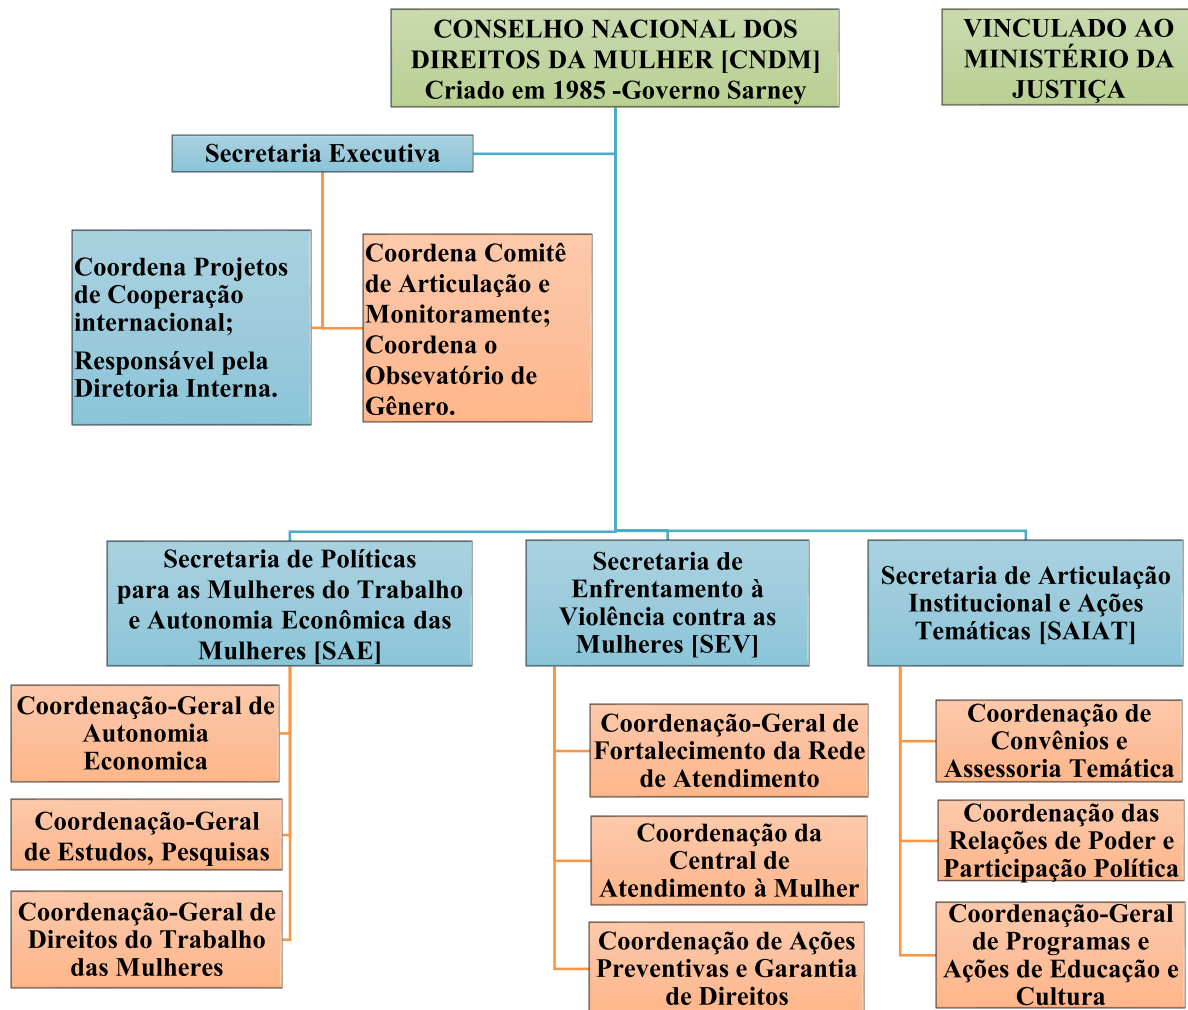 CONSELHO NACIONAL DOS
DIREITOS DA MULHER [CNDM]
Criado em 1985 -Governo Sarney
VINCULADO AO
MINISTÉRIO DA
JUSTIÇA
Secretaria Executiva
Coordena Projetos
de Cooperação
internacional;
Responsável pela
Diretoria Interna.
Coordena Comitê
de Articulação e
Monitoramente;
Coordena o
Obsevatório de
Gênero.
Secretaria de Políticas
para as Mulheres do Trabalho
e Autonomia Econômica das
Mulheres [SAE]
Coordenação-Geral de
Autonomia
Economica
Coordenação-Geral
de Estudos, Pesquisas
Coordenação-Geral de
Direitos do Trabalho
das Mulheres
Secretaria de
Enfrentamento à
Violência contra as
Mulheres [SEV]
Coordenação-Geral de
Fortalecimento da Rede
de Atendimento
Coordenação da
Central de
Atendimento à Mulher
Coordenação de Ações
Preventivas e Garantia
de Direitos
Secretaria de Articulação
Institucional e Ações
Temáticas [SAIAT]
Coordenação de
Convênios e
Assessoria Temática
Coordenação das
Relações de Poder e
Participação Política
Coordenação-Geral
de Programas e
Ações de Educação e
Cultura